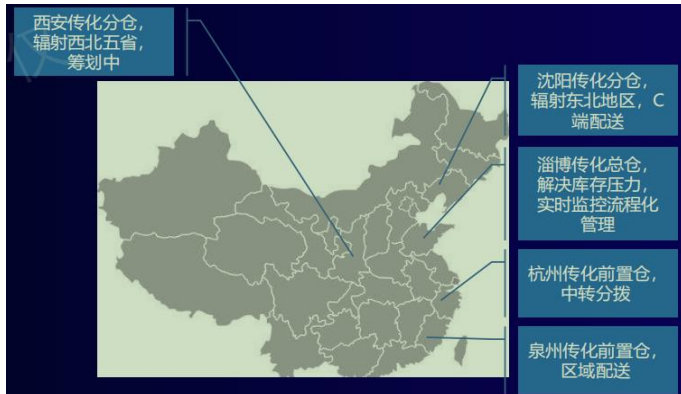 西安传化分仓，
辐射西北五省，
筹划中
沈阳传化分仓，
辐射东北地区，C
端配送
淄博传化总仓，
解决库存压力，
实时监控流程化
管理
杭州传化前置仓，
中转分拨
泉州传化前置仓，
区域配送